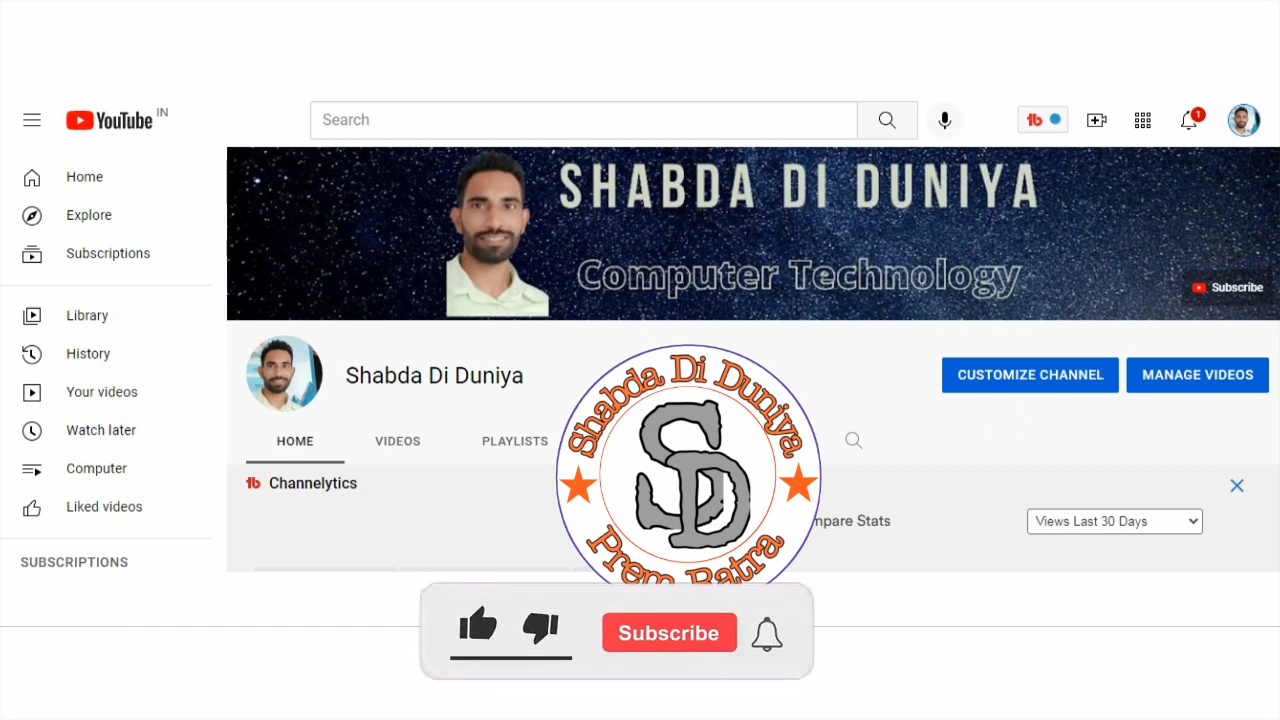 YouTube IN
Search
1
Home
Explore
Subscriptions
Library
History
Your videos
Watch later
Computer
Liked videos
SUBSCRIPTIONS
SHABDA DI DUNIYA
Computer Technology
Subscribe
Shabda Di Duniya
CUSTOMIZE CHANNEL
MANAGE VIDEOS
HOME
VIDEOS
PLAYLISTS
tb Channelytics
Stats
Views Last 30 Days
Shabda Di Duniya
SD
Prem Batra
Subscribe